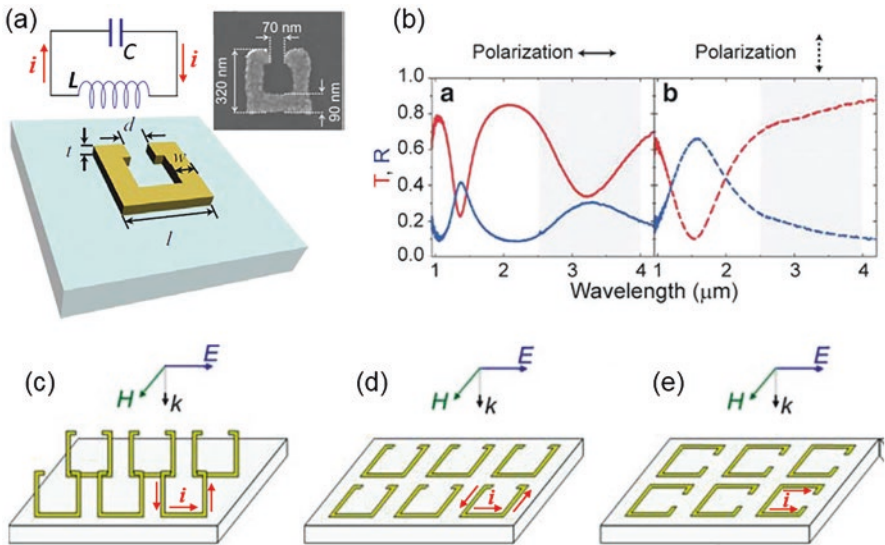 (a)
C
i
i
L
70 nm
320 nm
90 nm
d
t
w
l
(b)
Polarization
Polarization
1.0
0.8
0.6
0.4
0.2
0.0
T, R
a
b
1 2 3 4
1 2 3 4
Wavelength (μm)
(c)
E
H
k
i
(d)
E
H
k
i
(e)
E
H
k
i